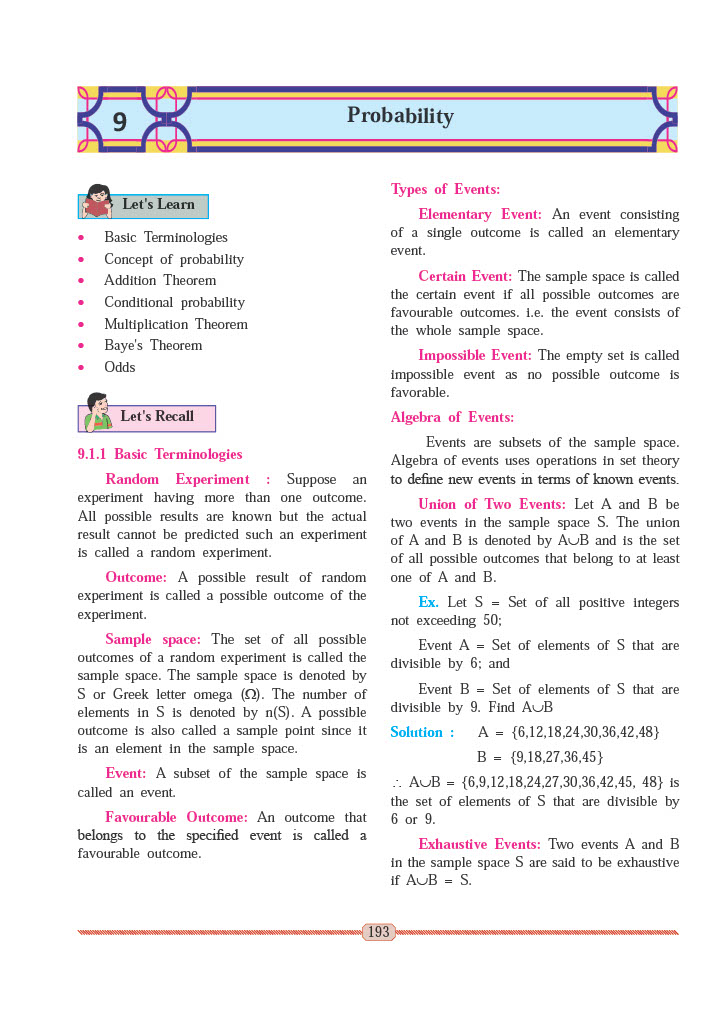 9
Probability
Let's Learn
• Basic Terminologies
• Concept of probability
• Addition Theorem
• Conditional probability
• Multiplication Theorem
• Baye's Theorem
• Odds
Let's Recall
9.1.1 Basic Terminologies
Random Experiment : Suppose an
experiment having more than one outcome.
All possible results are known but the actual
result cannot be predicted such an experiment
is called a random experiment.
Outcome: A possible result of random
experiment is called a possible outcome of the
experiment.
Sample space: The set of all possible
outcomes of a random experiment is called the
sample space. The sample space is denoted by
S or Greek letter omega (Ω). The number of
elements in S is denoted by n(S). A possible
outcome is also called a sample point since it
is an element in the sample space.
Event: A subset of the sample space is
called an event.
Favourable Outcome: An outcome that
belongs to the specified event is called a
favourable outcome.
Types of Events:
Elementary Event: An event consisting
of a single outcome is called an elementary
event.
Certain Event: The sample space is called
the certain event if all possible outcomes are
favourable outcomes. i.e. the event consists of
the whole sample space.
Impossible Event: The empty set is called
impossible event as no possible outcome is
favorable.
Algebra of Events:
Events are subsets of the sample space.
Algebra of events uses operations in set theory
to define new events in terms of known events.
Union of Two Events: Let A and B be
two events in the sample space S. The union
of A and B is denoted by A∪B and is the set
of all possible outcomes that belong to at least
one of A and B.
Ex. Let S = Set of all positive integers
not exceeding 50;
Event A = Set of elements of S that are
divisible by 6; and
Event B = Set of elements of S that are
divisible by 9. Find A∪B
Solution : A = {6,12,18,24,30,36,42,48}
B = {9,18,27,36,45}
∴ A∪B = {6,9,12,18,24,27,30,36,42,45, 48} is
the set of elements of S that are divisible by
6 or 9.
Exhaustive Events: Two events A and B
in the sample space S are said to be exhaustive
if A∪B = S.
193